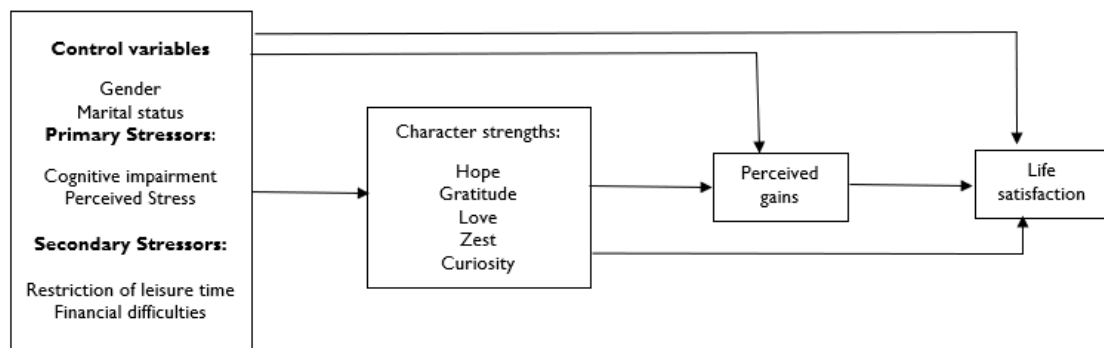 Control variables
Gender
Marital status
Primary Stressors:
Cognitive impairment
Perceived Stress
Secondary Stressors:
Restriction of leisure time
Financial difficulties
Character strengths:
Hope
Gratitude
Love
Zest
Curiosity
Perceived
gains
Life
satisfaction